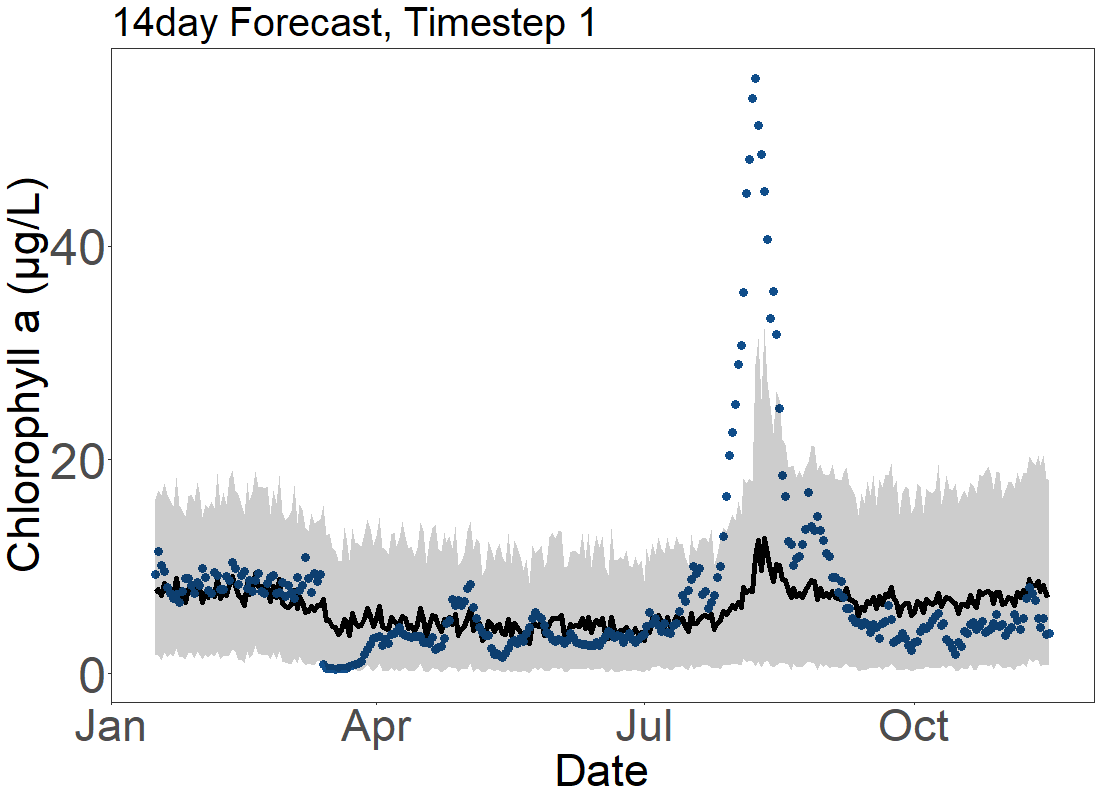 14day Forecast, Timestep 1
Chlorophyll a (µg/L)
40
20
0
Jan Apr Jul Oct
Date